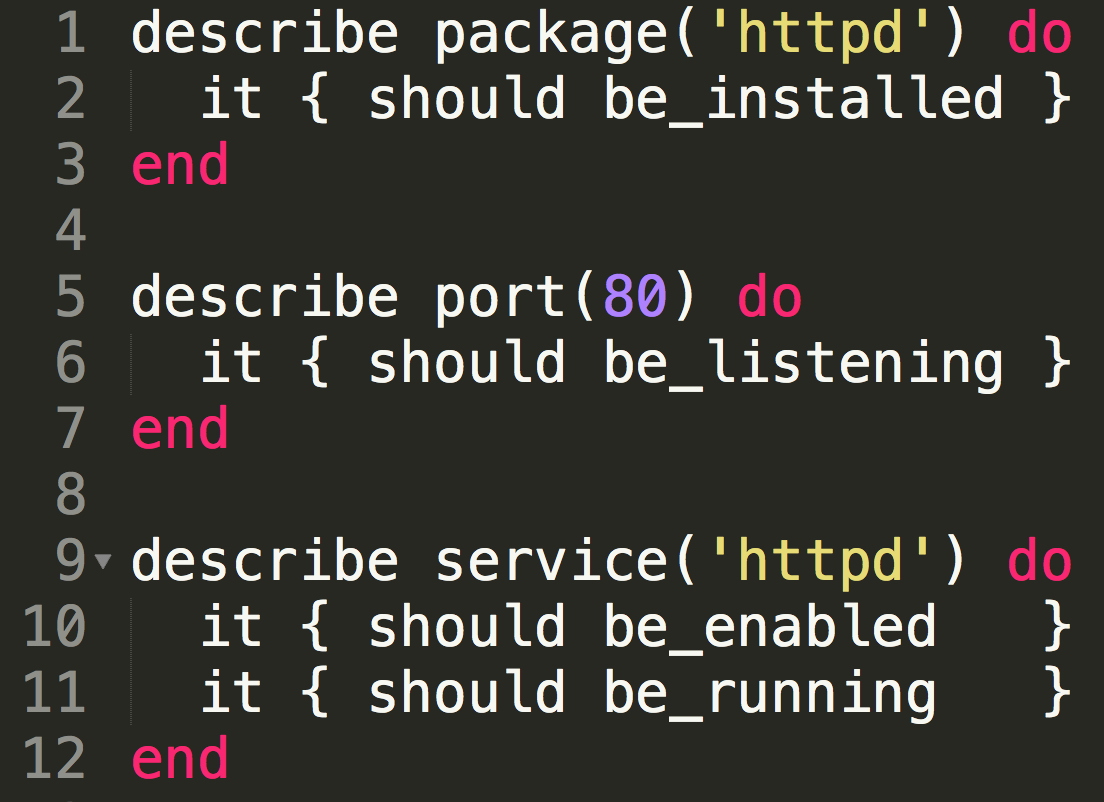 1 describe package('httpd') do
2   it { should be_installed }
3 end
4
5 describe port(80) do
6   it { should be_listening }
7 end
8
9 describe service('httpd') do
10   it { should be_enabled   }
11   it { should be_running   }
12 end